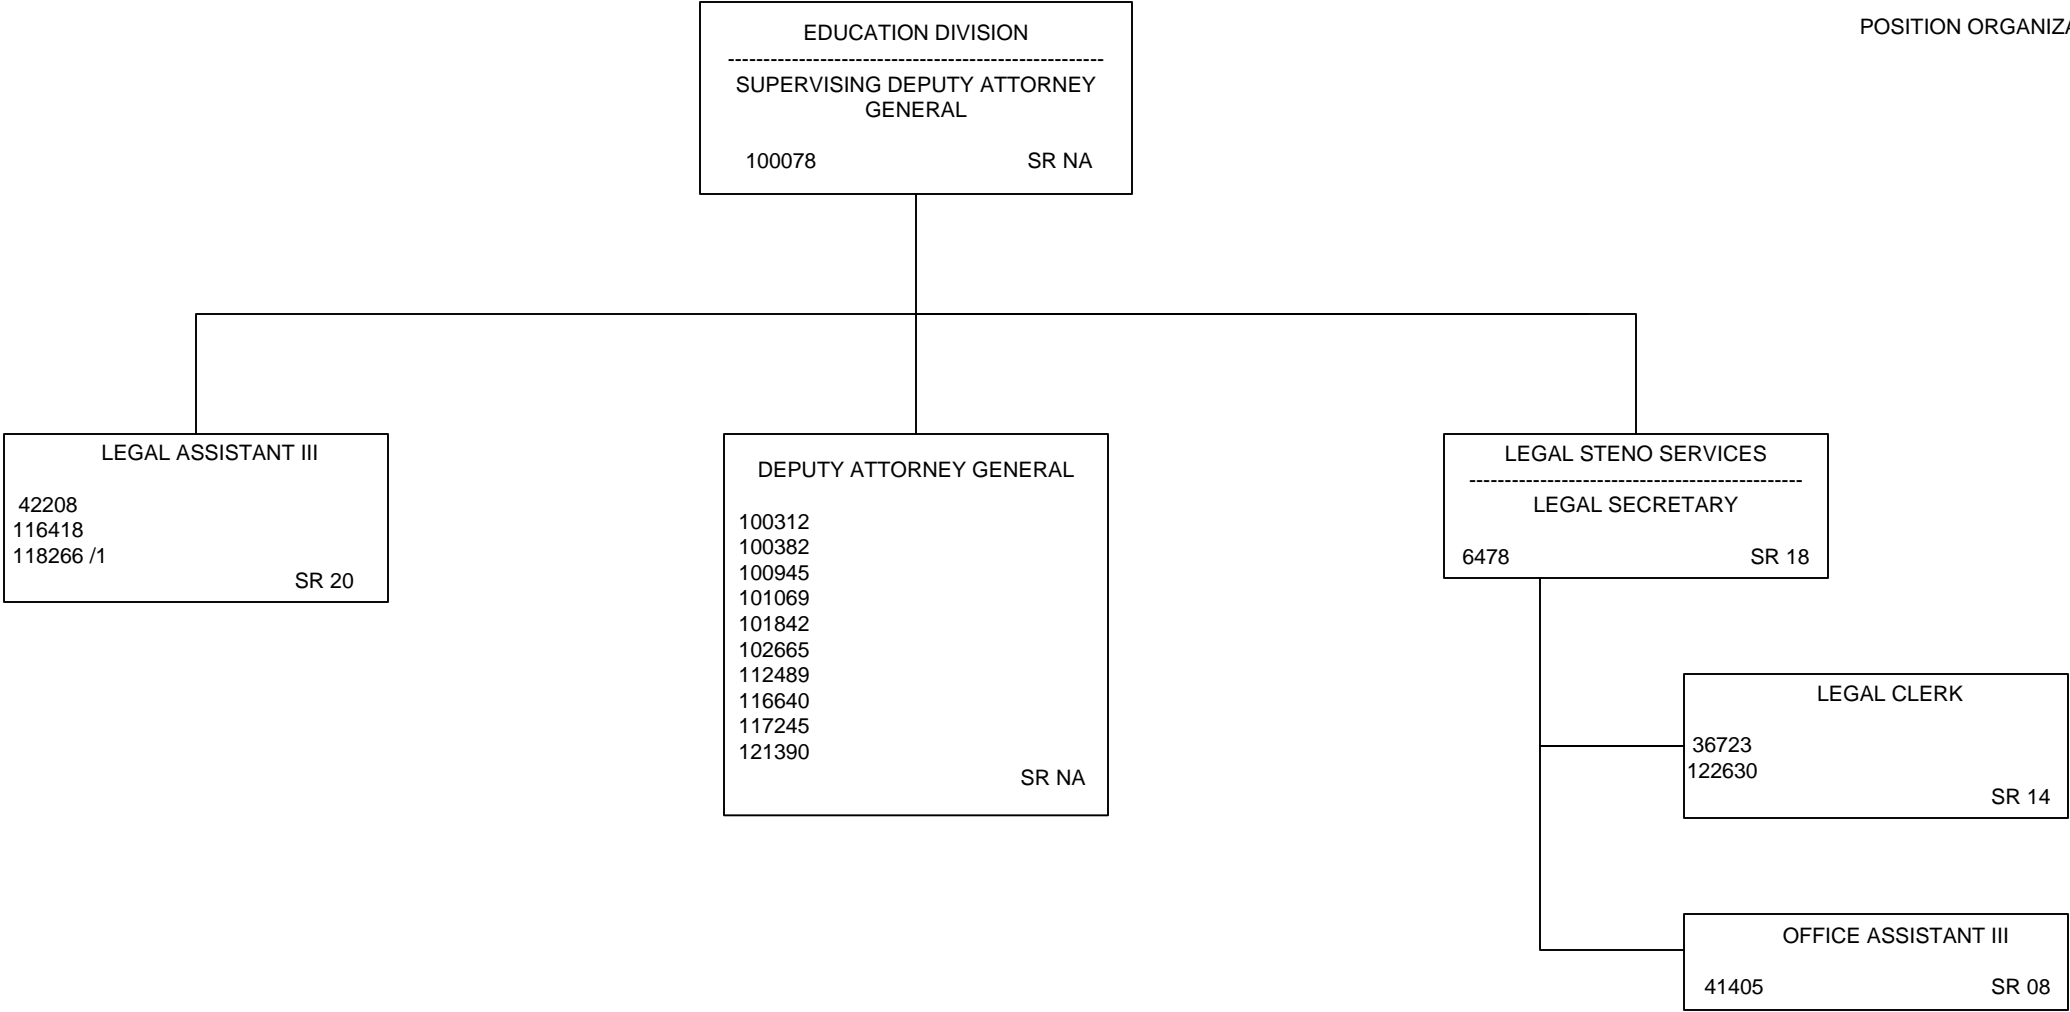 POSITION ORGANIZA
EDUCATION DIVISION
-----------------------------------------------------
SUPERVISING DEPUTY ATTORNEY
GENERAL
100078 SR NA
LEGAL ASSISTANT III
42208
116418
118266 /1
SR 20
DEPUTY ATTORNEY GENERAL
100312
100382
100945
101069
101842
102665
112489
116640
117245
121390
SR NA
LEGAL STENO SERVICES
-----------------------------------------------
LEGAL SECRETARY
6478 SR 18
LEGAL CLERK
36723
122630
SR 14
OFFICE ASSISTANT III
41405 SR 08